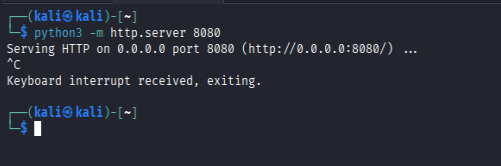 ┌──(kali㉿kali)-[~]
└─$ python3 -m http.server 8080
Serving HTTP on 0.0.0.0 port 8080 (http://0.0.0.0:8080/) ...
^C
Keyboard interrupt received, exiting.
┌──(kali㉿kali)-[~]
└─$